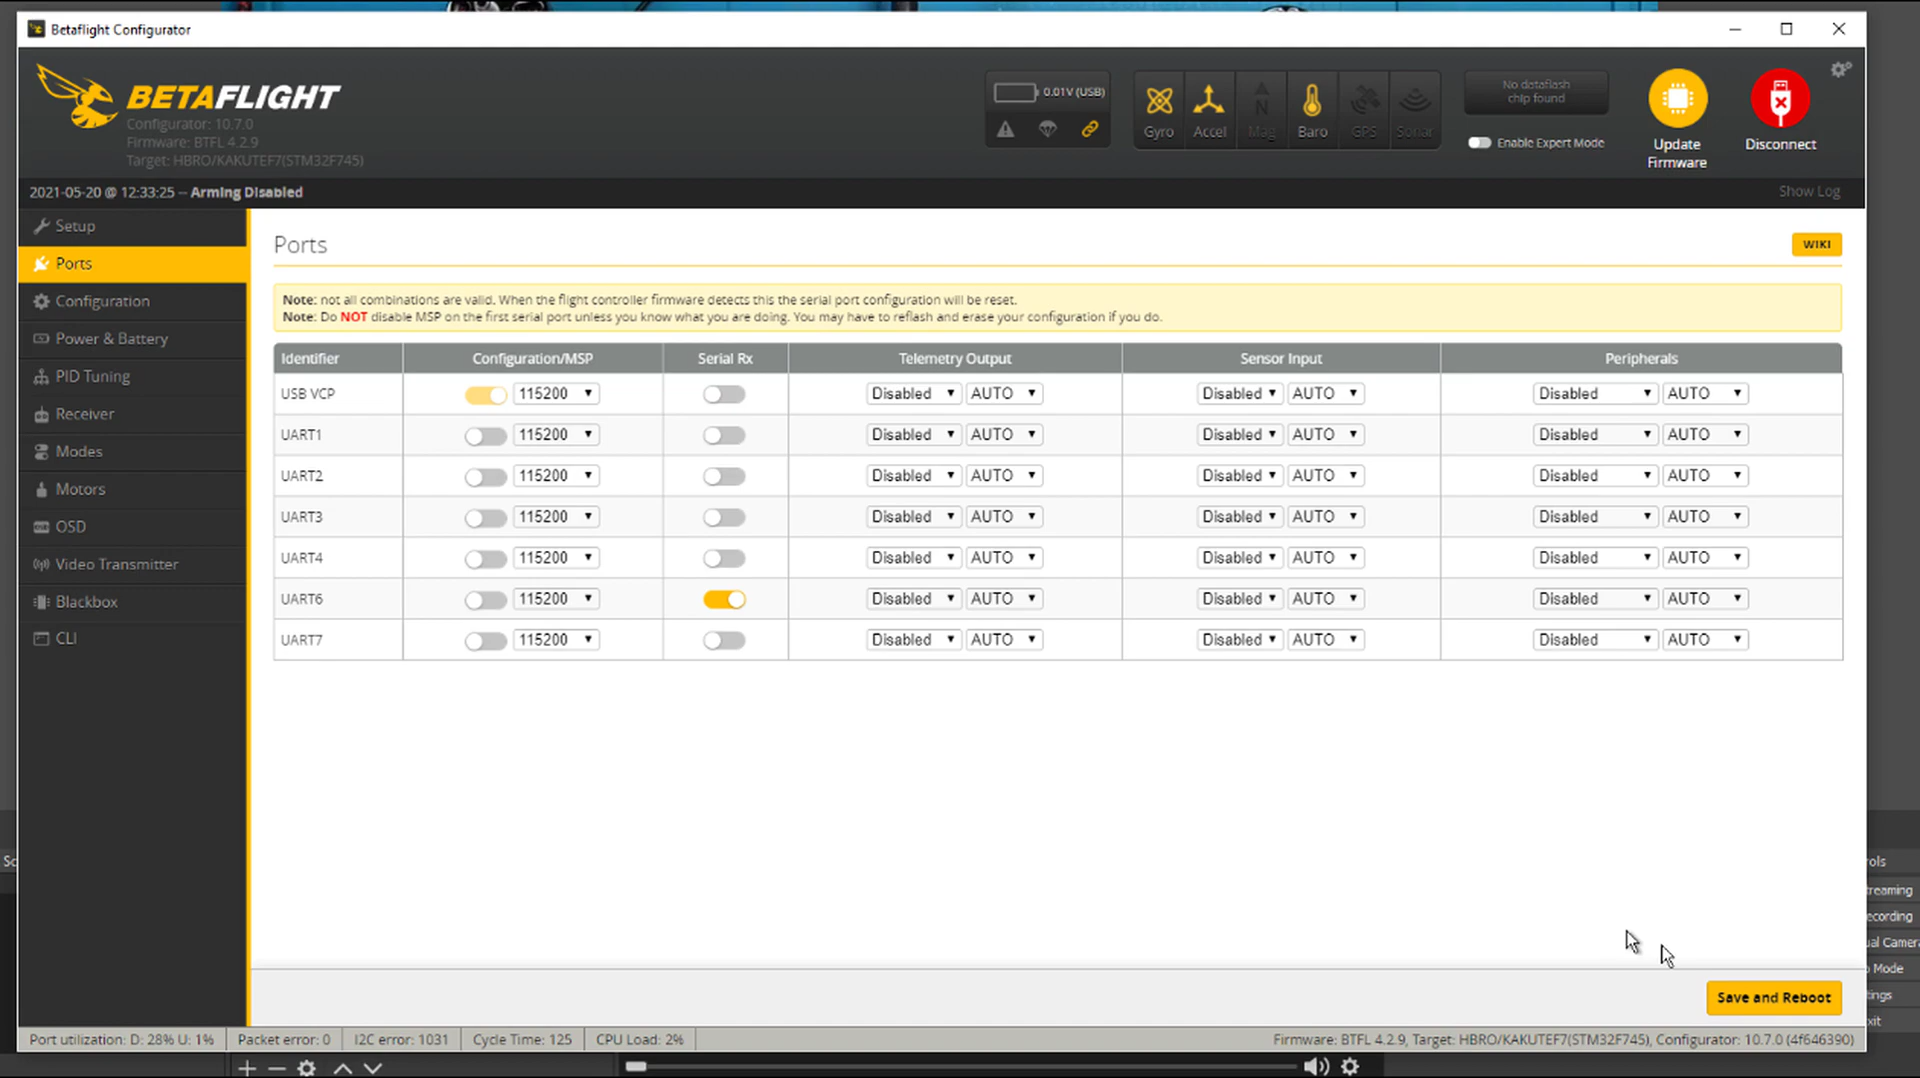 Betaflight Configurator
BETAFLIGHT
Configurator: 10.7.0
Firmware: BTFL 4.2.9
Target: HBRO/KAKUTEF7(STM32F745)
0.01V (USB)
Gyro
Accel
Mag
Baro
GPS
Sonar
No dataflash
chip found
Enable Expert Mode
Update
Firmware
Disconnect
2021-05-20 @ 12:33:25 -- Arming Disabled
Show Log
Setup
Ports
Configuration
Power & Battery
PID Tuning
Receiver
Modes
Motors
OSD
Video Transmitter
Blackbox
CLI
Ports
WIKI
Note: not all combinations are valid. When the flight controller firmware detects this the serial port configuration will be reset.
Note: Do NOT disable MSP on the first serial port unless you know what you are doing. You may have to reflash and erase your configuration if you do.
Identifier Configuration/MSP Serial Rx Telemetry Output Sensor Input Peripherals
USB VCP 115200 Disabled AUTO Disabled AUTO Disabled AUTO
UART1 115200 Disabled AUTO Disabled AUTO Disabled AUTO
UART2 115200 Disabled AUTO Disabled AUTO Disabled AUTO
UART3 115200 Disabled AUTO Disabled AUTO Disabled AUTO
UART4 115200 Disabled AUTO Disabled AUTO Disabled AUTO
UART6 115200 Disabled AUTO Disabled AUTO Disabled AUTO
UART7 115200 Disabled AUTO Disabled AUTO Disabled AUTO
Save and Reboot
Port utilization: D: 28% U: 1% Packet error: 0 I2C error: 1031 Cycle Time: 125 CPU Load: 2% Firmware: BTFL 4.2.9, Target: HBRO/KAKUTEF7(STM32F745), Configurator: 10.7.0 (4f646390)
Sc
rols
treaming
ecording
ual Camera
o Mode
tings
xit